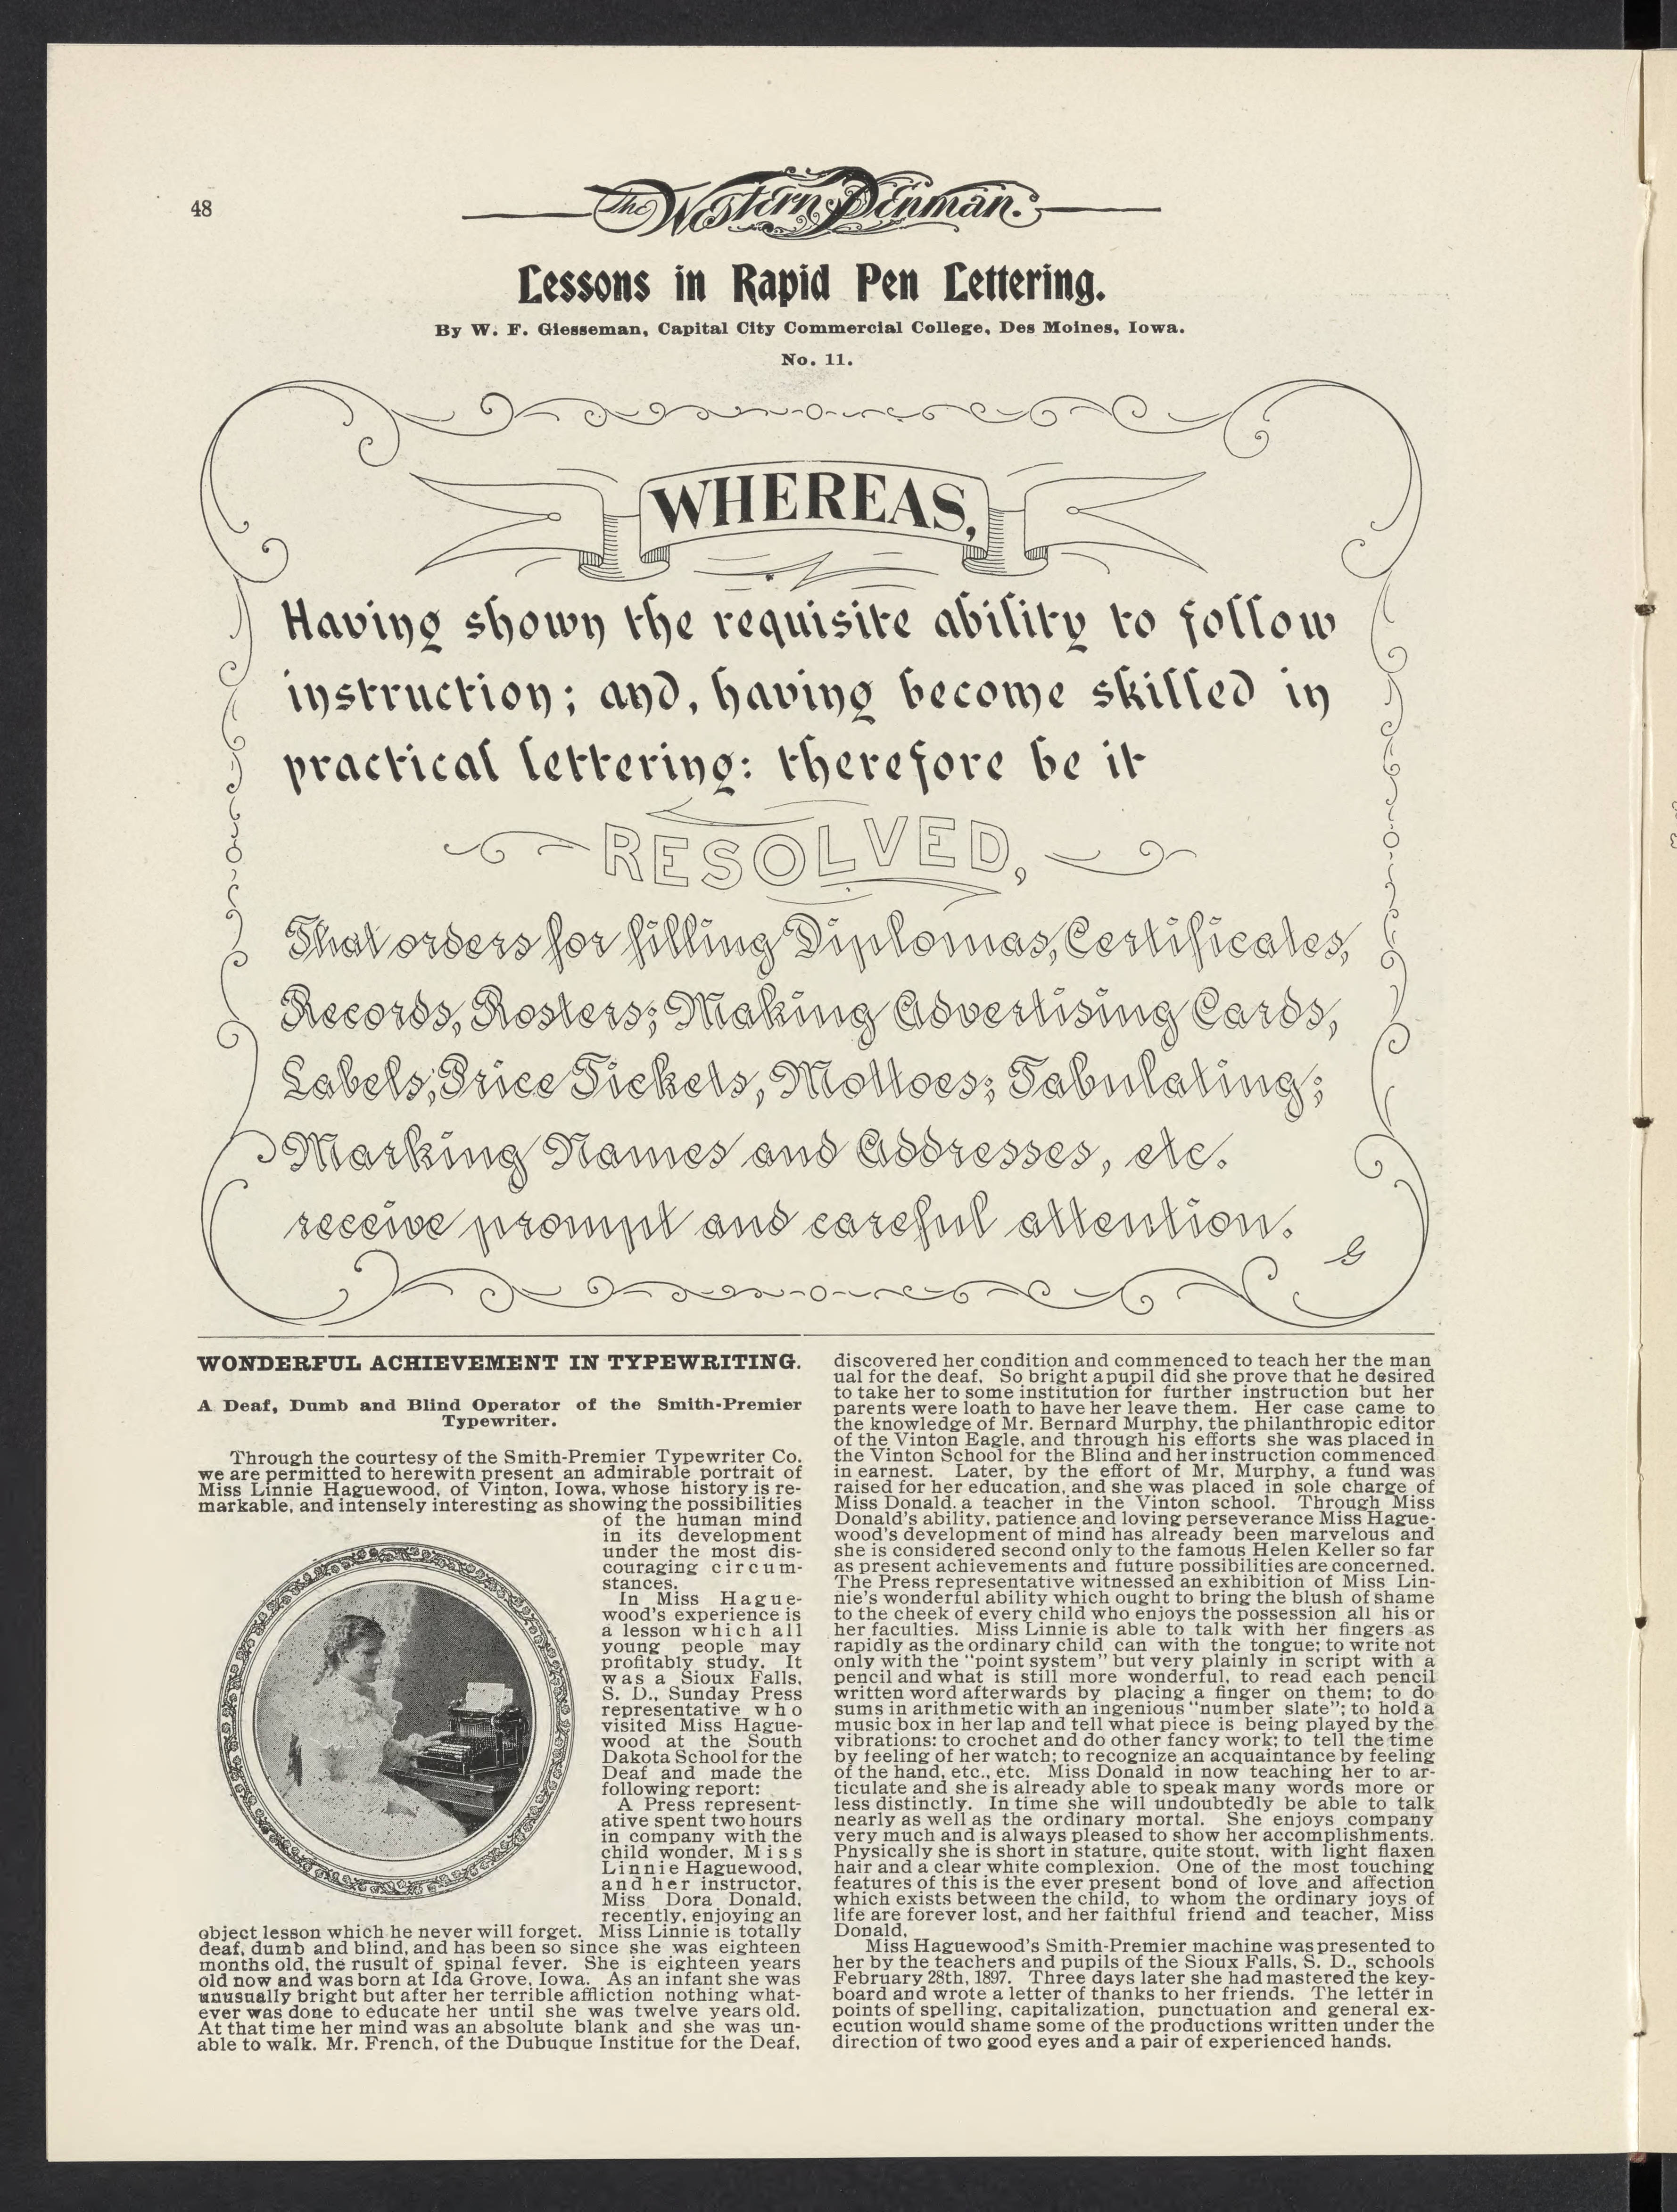 48
The Western Penman.
Lessons in Rapid Pen Lettering.
By W. F. Giesseman, Capital City Commercial College, Des Moines, Iowa.
No. 11.
WHEREAS,
Having shown the requisite ability to follow
instruction; and, having become skilled in
practical lettering: therefore be it
RESOLVED,
That orders for filling Diplomas, Certificates,
Records, Rosters; Making Advertising Cards,
Labels; Price Tickets, Mottoes; Tabulating;
Marking Names and Addresses, etc.
receive prompt and careful attention.
G
WONDERFUL ACHIEVEMENT IN TYPEWRITING.
A Deaf, Dumb and Blind Operator of the Smith-Premier
Typewriter.
Through the courtesy of the Smith-Premier Typewriter Co.
we are permitted to herewith present an admirable portrait of
Miss Linnie Haguewood, of Vinton, Iowa, whose history is re-
markable, and intensely interesting as showing the possibilities
of the human mind
in its development
under the most dis-
couraging circum-
stances.
In Miss Hague-
wood's experience is
a lesson which all
young people may
profitably study. It
was a Sioux Falls,
S. D., Sunday Press
representative who
visited Miss Hague-
wood at the South
Dakota School for the
Deaf and made the
following report:
A Press represent-
ative spent two hours
in company with the
child wonder, Miss
Linnie Haguewood,
and her instructor,
Miss Dora Donald,
recently, enjoying an
object lesson which he never will forget. Miss Linnie is totally
deaf, dumb and blind, and has been so since she was eighteen
months old, the rusult of spinal fever. She is eighteen years
old now and was born at Ida Grove, Iowa. As an infant she was
unusually bright but after her terrible affliction nothing what-
ever was done to educate her until she was twelve years old.
At that time her mind was an absolute blank and she was un-
able to walk. Mr. French, of the Dubuque Institue for the Deaf,
discovered her condition and commenced to teach her the man
ual for the deaf. So bright a pupil did she prove that he desired
to take her to some institution for further instruction but her
parents were loath to have her leave them. Her case came to
the knowledge of Mr. Bernard Murphy, the philanthropic editor
of the Vinton Eagle, and through his efforts she was placed in
the Vinton School for the Blind and her instruction commenced
in earnest. Later, by the effort of Mr. Murphy, a fund was
raised for her education, and she was placed in sole charge of
Miss Donald, a teacher in the Vinton school. Through Miss
Donald's ability, patience and loving perseverance Miss Hague-
wood's development of mind has already been marvelous and
she is considered second only to the famous Helen Keller so far
as present achievements and future possibilities are concerned.
The Press representative witnessed an exhibition of Miss Lin-
nie's wonderful ability which ought to bring the blush of shame
to the cheek of every child who enjoys the possession all his or
her faculties. Miss Linnie is able to talk with her fingers as
rapidly as the ordinary child can with the tongue; to write not
only with the "point system" but very plainly in script with a
pencil and what is still more wonderful, to read each pencil
written word afterwards by placing a finger on them; to do
sums in arithmetic with an ingenious "number slate"; to hold a
music box in her lap and tell what piece is being played by the
vibrations: to crochet and do other fancy work; to tell the time
by feeling of her watch; to recognize an acquaintance by feeling
of the hand, etc., etc. Miss Donald in now teaching her to ar-
ticulate and she is already able to speak many words more or
less distinctly. In time she will undoubtedly be able to talk
nearly as well as the ordinary mortal. She enjoys company
very much and is always pleased to show her accomplishments.
Physically she is short in stature, quite stout, with light flaxen
hair and a clear white complexion. One of the most touching
features of this is the ever present bond of love and affection
which exists between the child, to whom the ordinary joys of
life are forever lost, and her faithful friend and teacher, Miss
Donald.
Miss Haguewood's Smith-Premier machine was presented to
her by the teachers and pupils of the Sioux Falls, S. D., schools
February 28th, 1897. Three days later she had mastered the key-
board and wrote a letter of thanks to her friends. The letter in
points of spelling, capitalization, punctuation and general ex-
ecution would shame some of the productions written under the
direction of two good eyes and a pair of experienced hands.